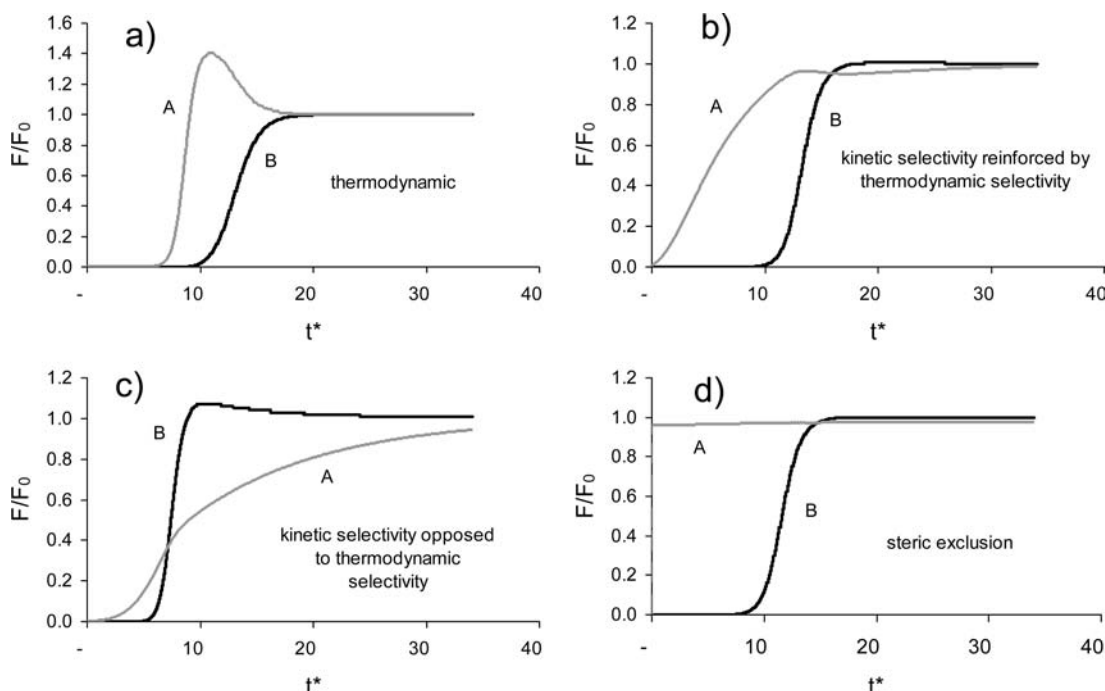 a)
F/F0
1.6
1.4
1.2
1.0
0.8
0.6
0.4
0.2
0.0
A
B
thermodynamic
-
10
20
30
40
t*
b)
F/F0
1.2
1.0
0.8
0.6
0.4
0.2
0.0
A
B
kinetic selectivity reinforced by
thermodynamic selectivity
-
10
20
30
40
t*
c)
F/F0
1.2
1.0
0.8
0.6
0.4
0.2
0.0
B
A
kinetic selectivity opposed
to thermodynamic
selectivity
-
10
20
30
40
t*
d)
F/F0
1.2
1.0
0.8
0.6
0.4
0.2
0.0
A
B
steric exclusion
-
10
20
30
40
t*